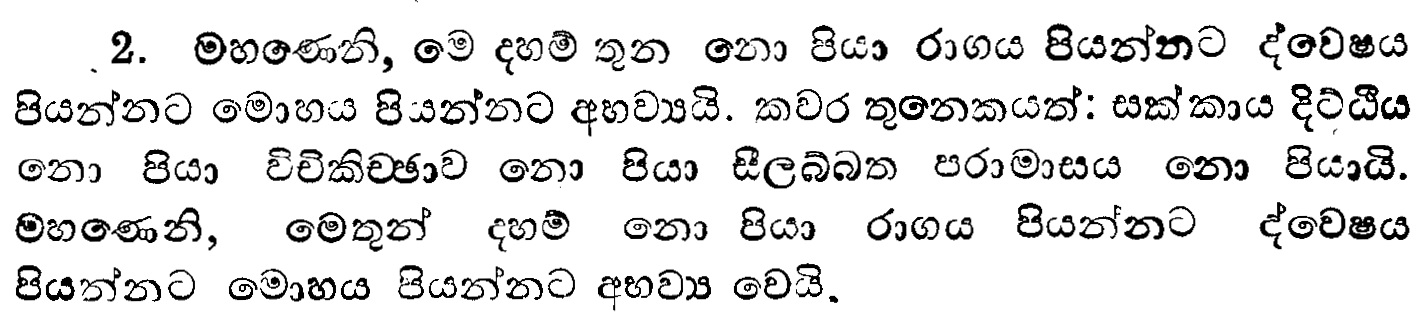 2. මහණෙනි, මෙ දහම් තුන නො පියා රාගය පියන්නට ද්වෙෂය
පියන්නට මොහය පියන්නට අභව්‍යයි. කවර තුනෙකයත්: සක්කාය දිට්ඨිය
නො පියා විචිකිච්ඡාව නො පියා සීලබ්බත පරාමාසය නො පියායි.
මහණෙනි, මෙතුන් දහම් නො පියා රාගය පියන්නට ද්වෙෂය
පියන්නට මොහය පියන්නට අභව්‍ය වෙයි.